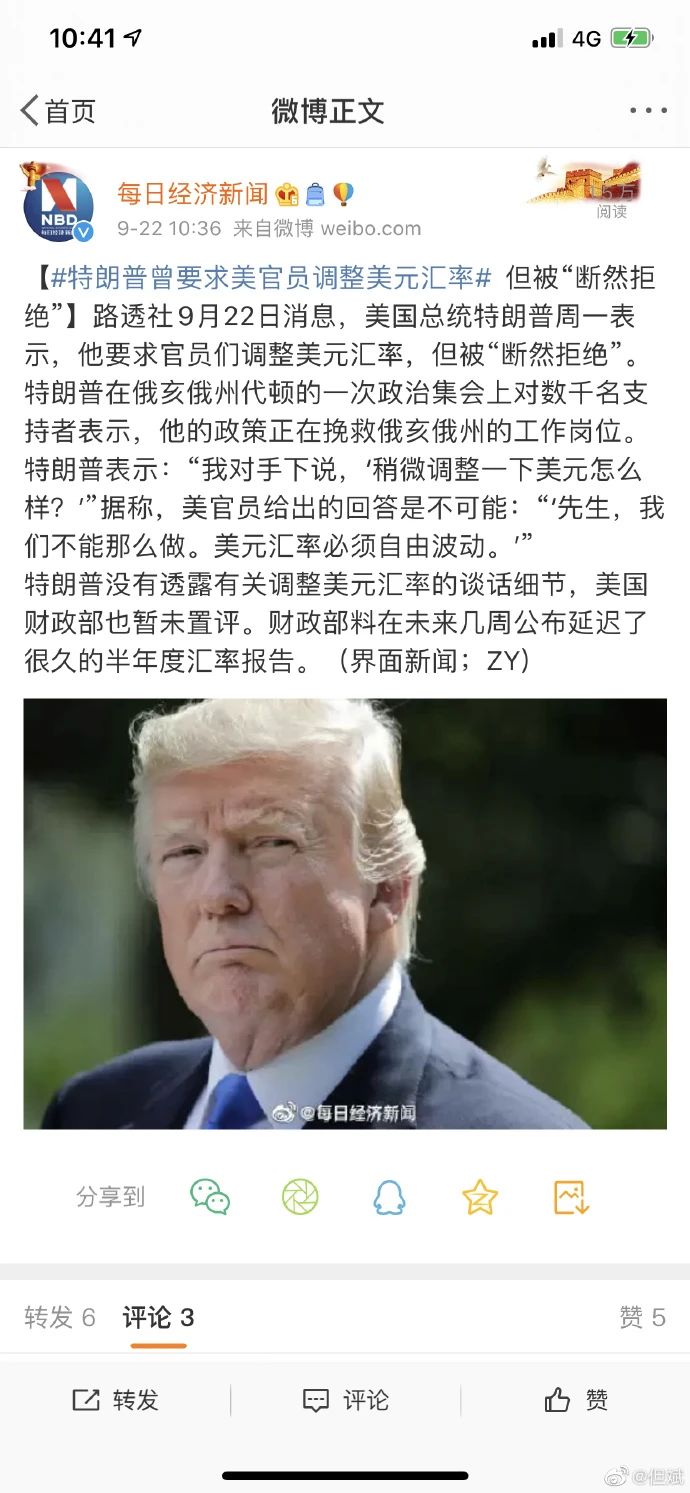 10:41
4G
首页
微博正文
NBD
每日经济新闻
9-22 10:36 来自微博 weibo.com
阅读
【#特朗普曾要求美官员调整美元汇率# 但被“断然拒
绝”】路透社9月22日消息，美国总统特朗普周一表
示，他要求官员们调整美元汇率，但被“断然拒绝”。
特朗普在俄亥俄州代顿的一次政治集会上对数千名支
持者表示，他的政策正在挽救俄亥俄州的工作岗位。
特朗普表示：“我对手下说，‘稍微调整一下美元怎么
样？’”据称，美官员给出的回答是不可能：“‘先生，我
们不能那么做。美元汇率必须自由波动。’”
特朗普没有透露有关调整美元汇率的谈话细节，美国
财政部也暂未置评。财政部料在未来几周公布延迟了
很久的半年度汇率报告。（界面新闻；ZY）
@每日经济新闻
分享到
转发 6 评论 3 赞 5
转发 评论 赞
@但斌